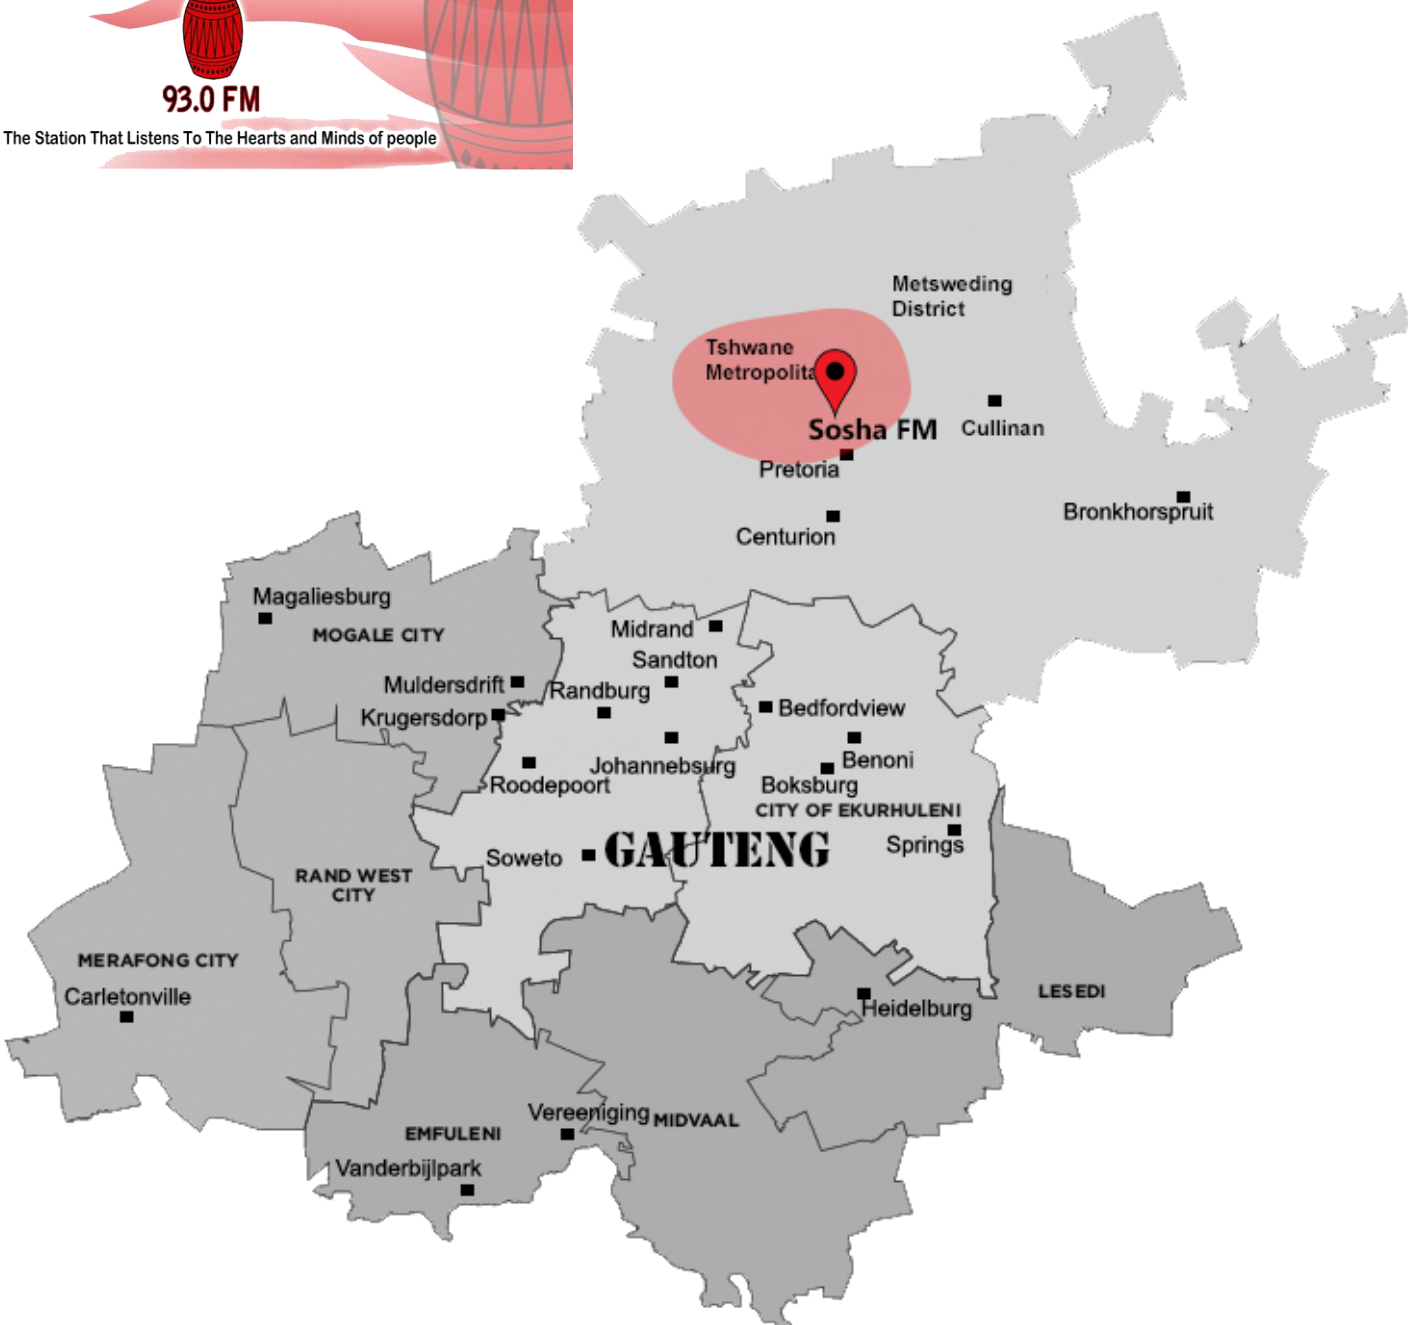 93.0 FM
The Station That Listens To The Hearts and Minds of people
Metsweding
District
Tshwane
Metropolita
Sosha FM
Cullinan
Pretoria
Bronkhorspruit
Centurion
Magaliesburg
MOGALE CITY
Midrand
Sandton
Muldersdrift
Randburg
Krugersdorp
Bedfordview
Johannebsurg
Benoni
Roodepoort
Boksburg
CITY OF EKURHULENI
GAUTENG
Springs
Soweto
RAND WEST
CITY
MERAFONG CITY
Carletonville
LESEDI
Heidelburg
Vereeniging
MIDVAAL
EMFULENI
Vanderbijlpark